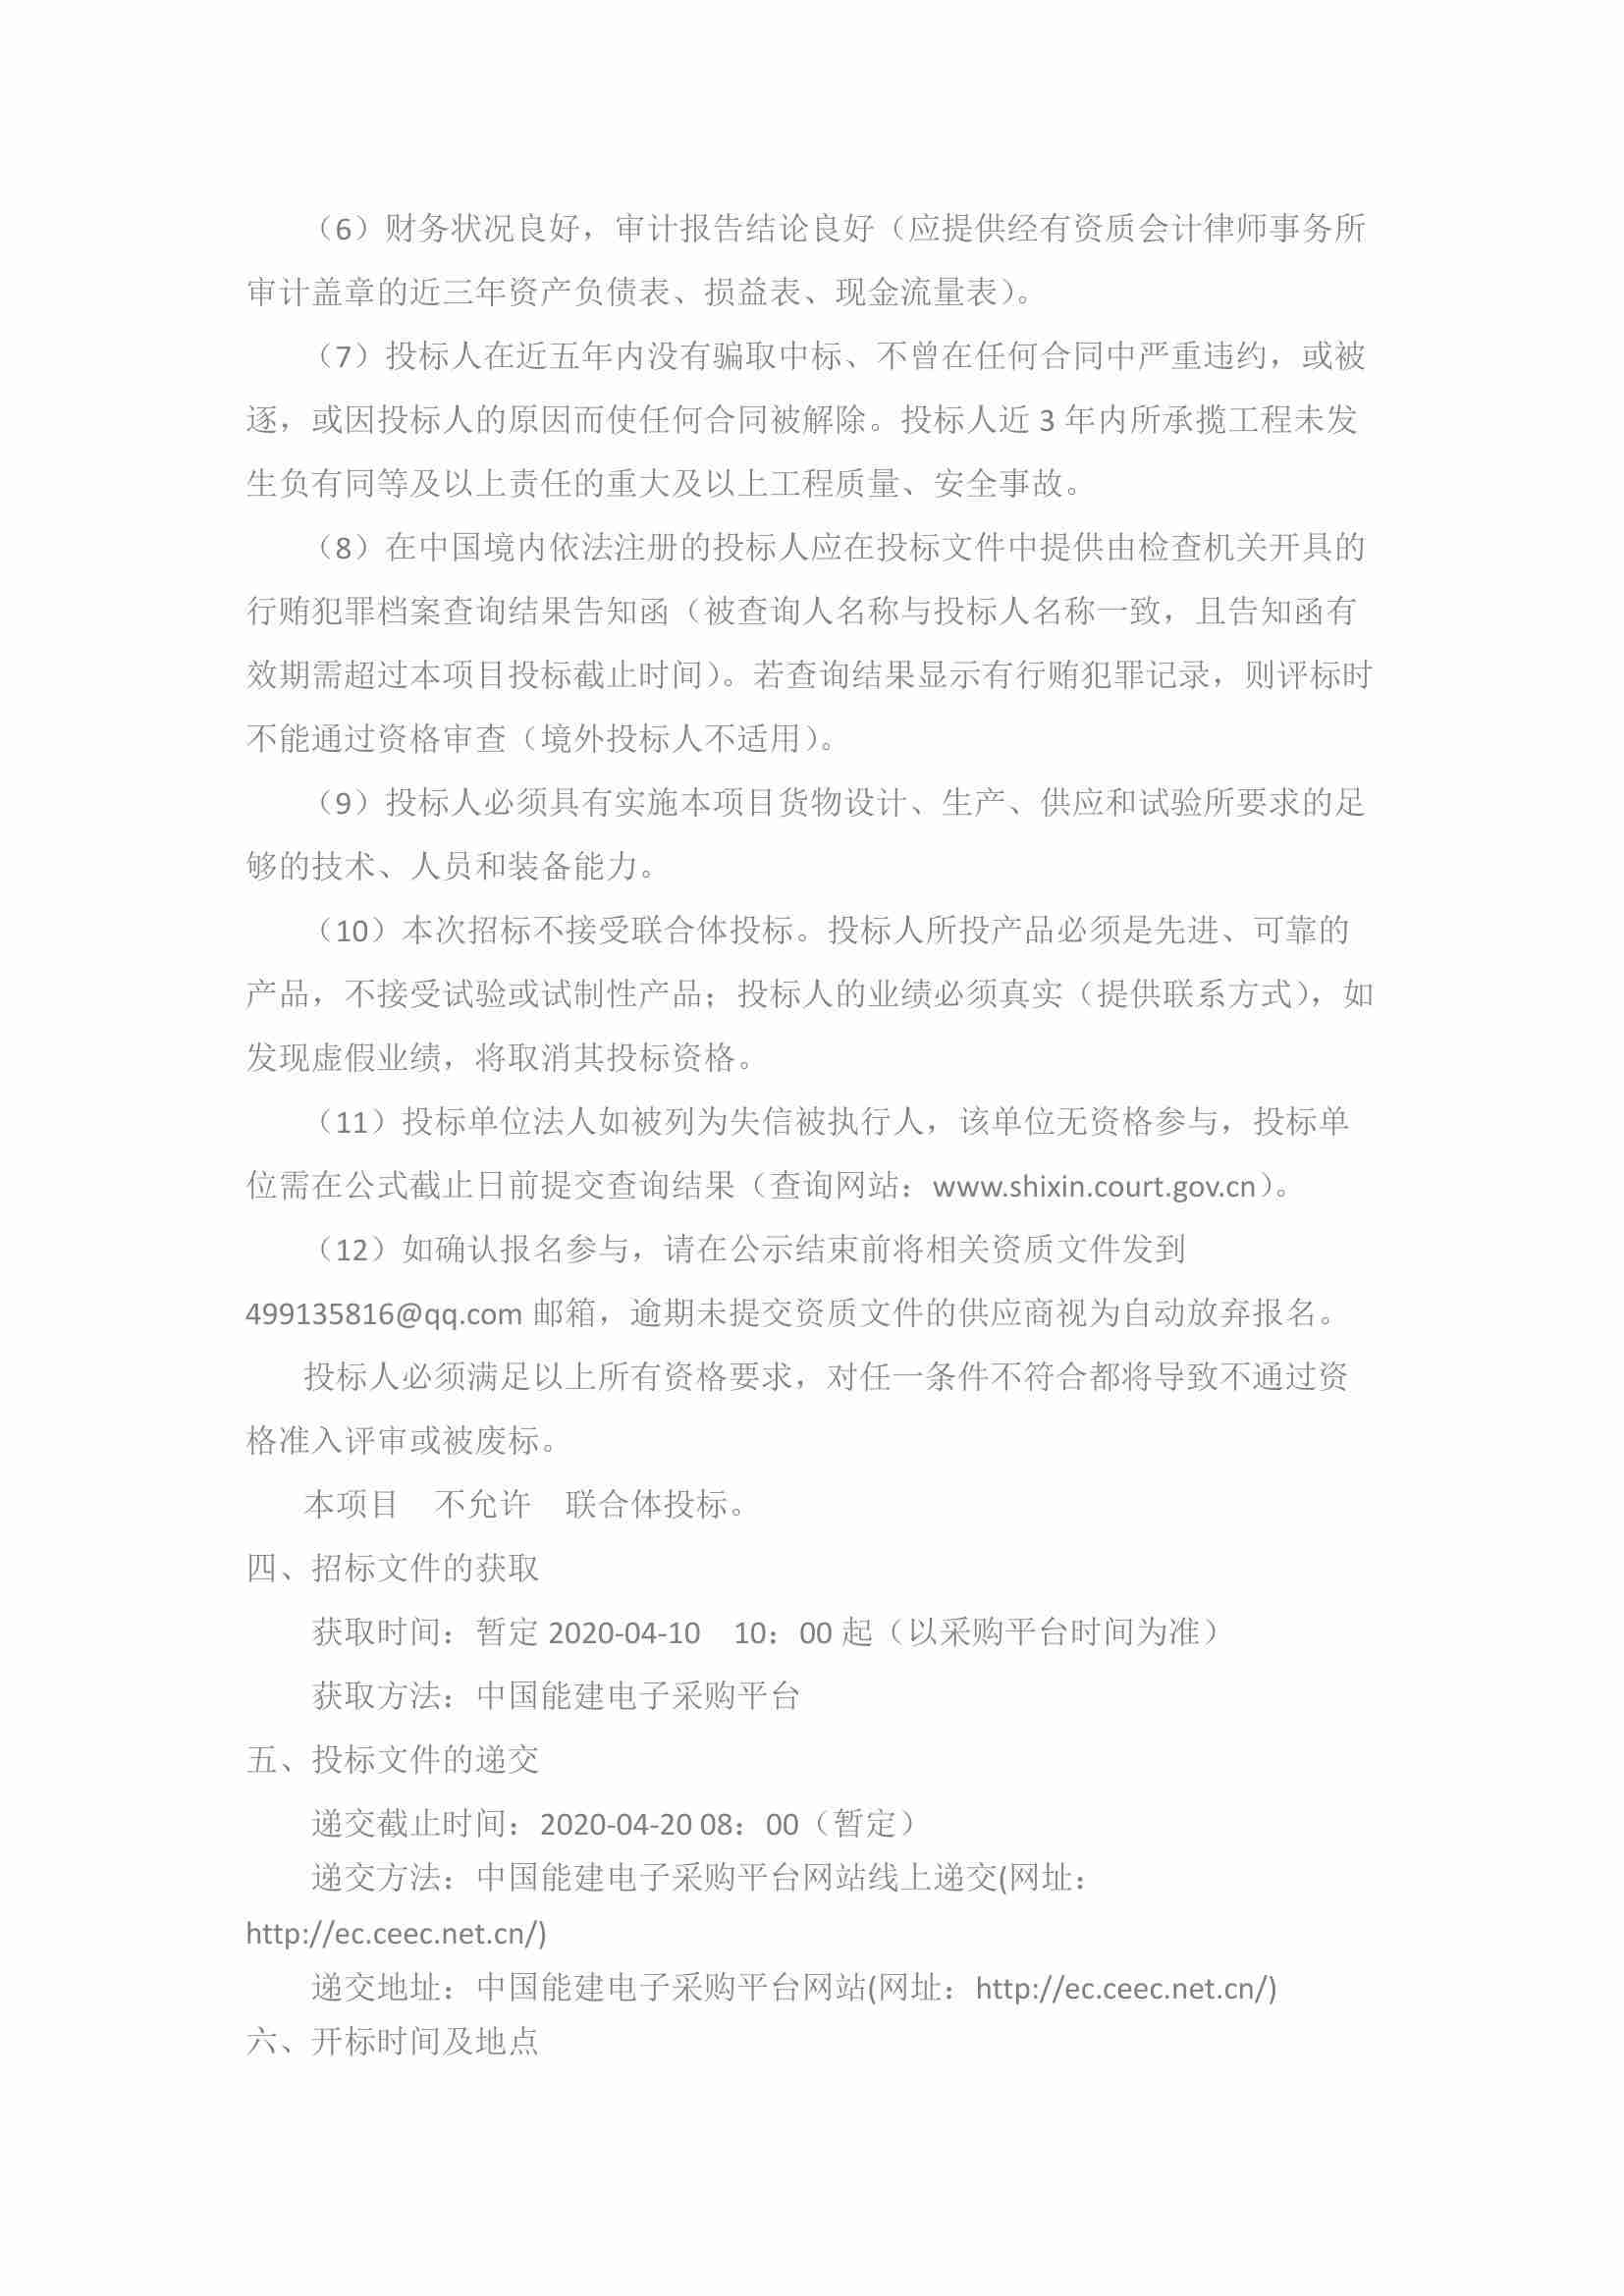 （6）财务状况良好，审计报告结论良好（应提供经有资质会计律师事务所
审计盖章的近三年资产负债表、损益表、现金流量表）。
（7）投标人在近五年内没有骗取中标、不曾在任何合同中严重违约，或被
逐，或因投标人的原因而使任何合同被解除。投标人近 3 年内所承揽工程未发
生负有同等及以上责任的重大及以上工程质量、安全事故。
（8）在中国境内依法注册的投标人应在投标文件中提供由检查机关开具的
行贿犯罪档案查询结果告知函（被查询人名称与投标人名称一致，且告知函有
效期需超过本项目投标截止时间）。若查询结果显示有行贿犯罪记录，则评标时
不能通过资格审查（境外投标人不适用）。
（9）投标人必须具有实施本项目货物设计、生产、供应和试验所要求的足
够的技术、人员和装备能力。
（10）本次招标不接受联合体投标。投标人所投产品必须是先进、可靠的
产品，不接受试验或试制性产品；投标人的业绩必须真实（提供联系方式），如
发现虚假业绩，将取消其投标资格。
（11）投标单位法人如被列为失信被执行人，该单位无资格参与，投标单
位需在公式截止日前提交查询结果（查询网站：www.shixin.court.gov.cn）。
（12）如确认报名参与，请在公示结束前将相关资质文件发到
499135816@qq.com 邮箱，逾期未提交资质文件的供应商视为自动放弃报名。
投标人必须满足以上所有资格要求，对任一条件不符合都将导致不通过资
格准入评审或被废标。
本项目　不允许　联合体投标。
四、招标文件的获取
获取时间：暂定 2020-04-10　10：00 起（以采购平台时间为准）
获取方法：中国能建电子采购平台
五、投标文件的递交
递交截止时间：2020-04-20 08：00（暂定）
递交方法：中国能建电子采购平台网站线上递交(网址：
http://ec.ceec.net.cn/)
递交地址：中国能建电子采购平台网站(网址：http://ec.ceec.net.cn/)
六、开标时间及地点